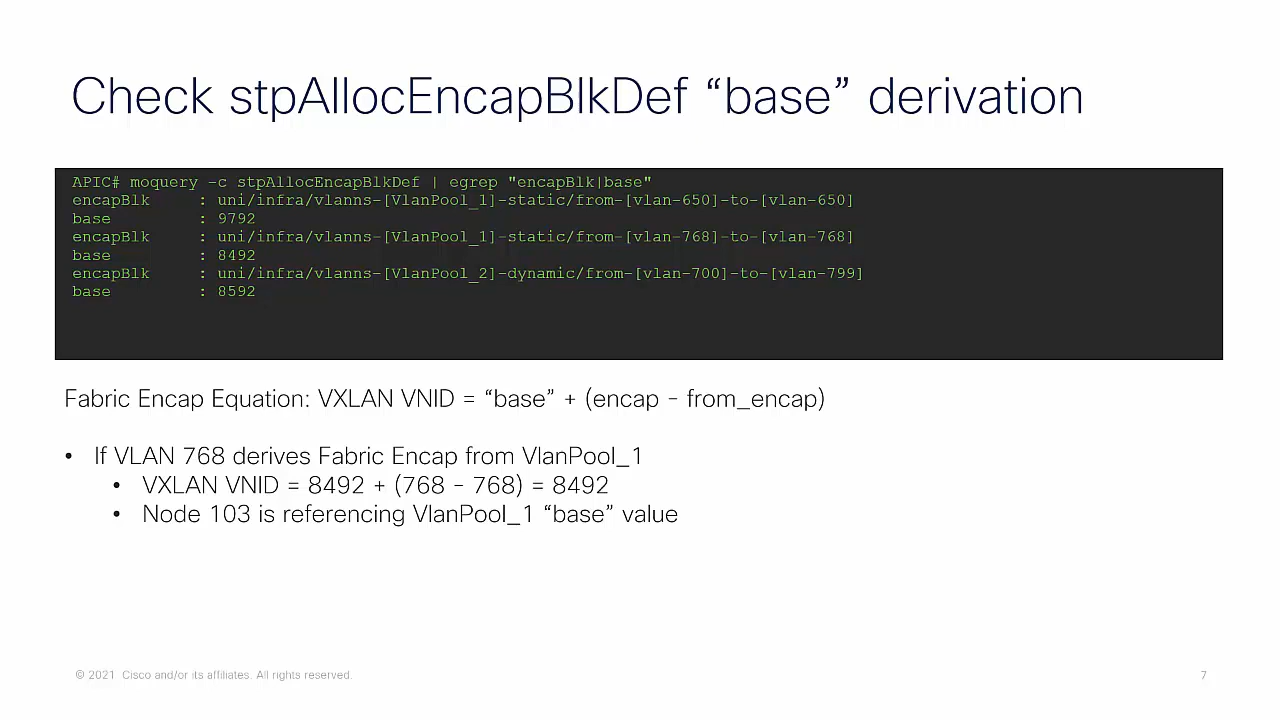 Check stpAllocEncapBlkDef “base” derivation
APIC# moquery -c stpAllocEncapBlkDef | egrep "encapBlk|base"
encapBlk : uni/infra/vlanns-[VlanPool_1]-static/from-[vlan-650]-to-[vlan-650]
base : 9792
encapBlk : uni/infra/vlanns-[VlanPool_1]-static/from-[vlan-768]-to-[vlan-768]
base : 8492
encapBlk : uni/infra/vlanns-[VlanPool_2]-dynamic/from-[vlan-700]-to-[vlan-799]
base : 8592
Fabric Encap Equation: VXLAN VNID = “base” + (encap - from_encap)
• If VLAN 768 derives Fabric Encap from VlanPool_1
• VXLAN VNID = 8492 + (768 - 768) = 8492
• Node 103 is referencing VlanPool_1 “base” value
© 2021 Cisco and/or its affiliates. All rights reserved.
7